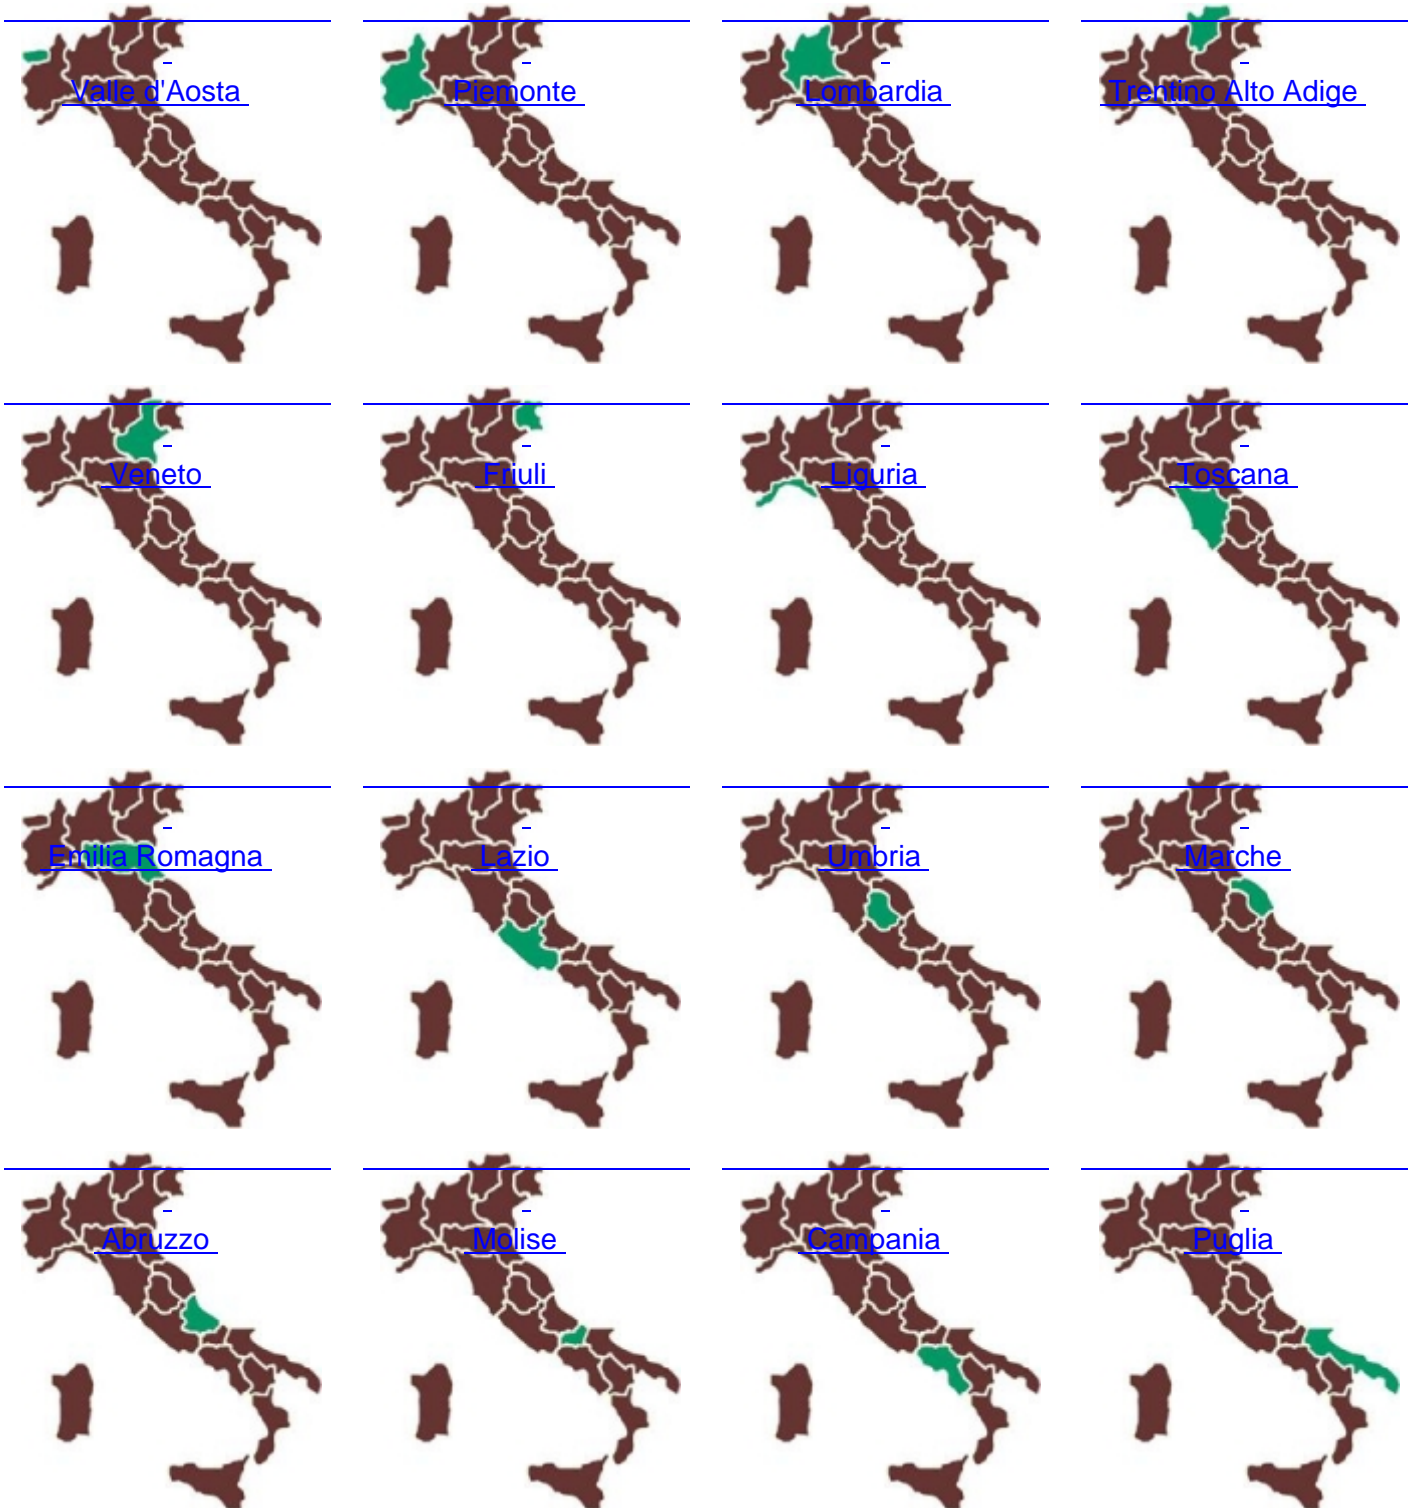 Valle d'Aosta
Piemonte
Lombardia
Trentino Alto Adige
Veneto
Friuli
Liguria
Toscana
Emilia Romagna
Lazio
Umbria
Marche
Abruzzo
Molise
Campania
Puglia